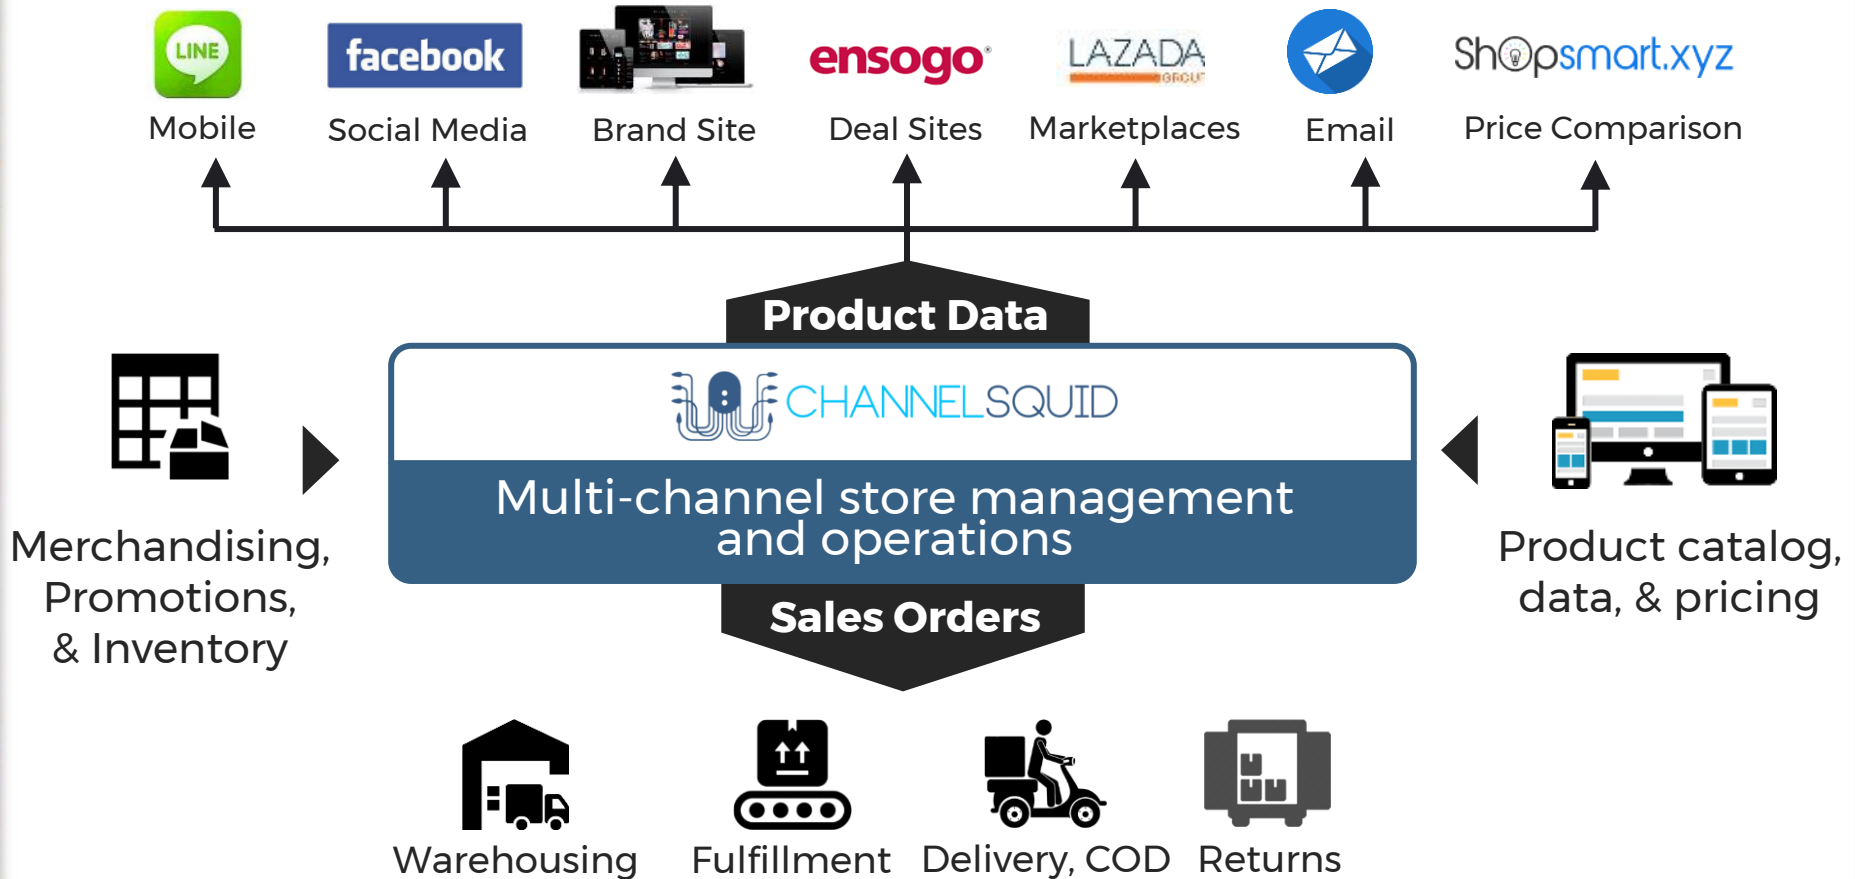 LINE
facebook
ensogo
LAZADA
GROUP
Shopsmart.xyz
Mobile
Social Media
Brand Site
Deal Sites
Marketplaces
Email
Price Comparison
Product Data
CHANNELSQUID
Multi-channel store management
and operations
Merchandising,
Promotions,
& Inventory
Product catalog,
data, & pricing
Sales Orders
Warehousing
Fulfillment
Delivery, COD
Returns